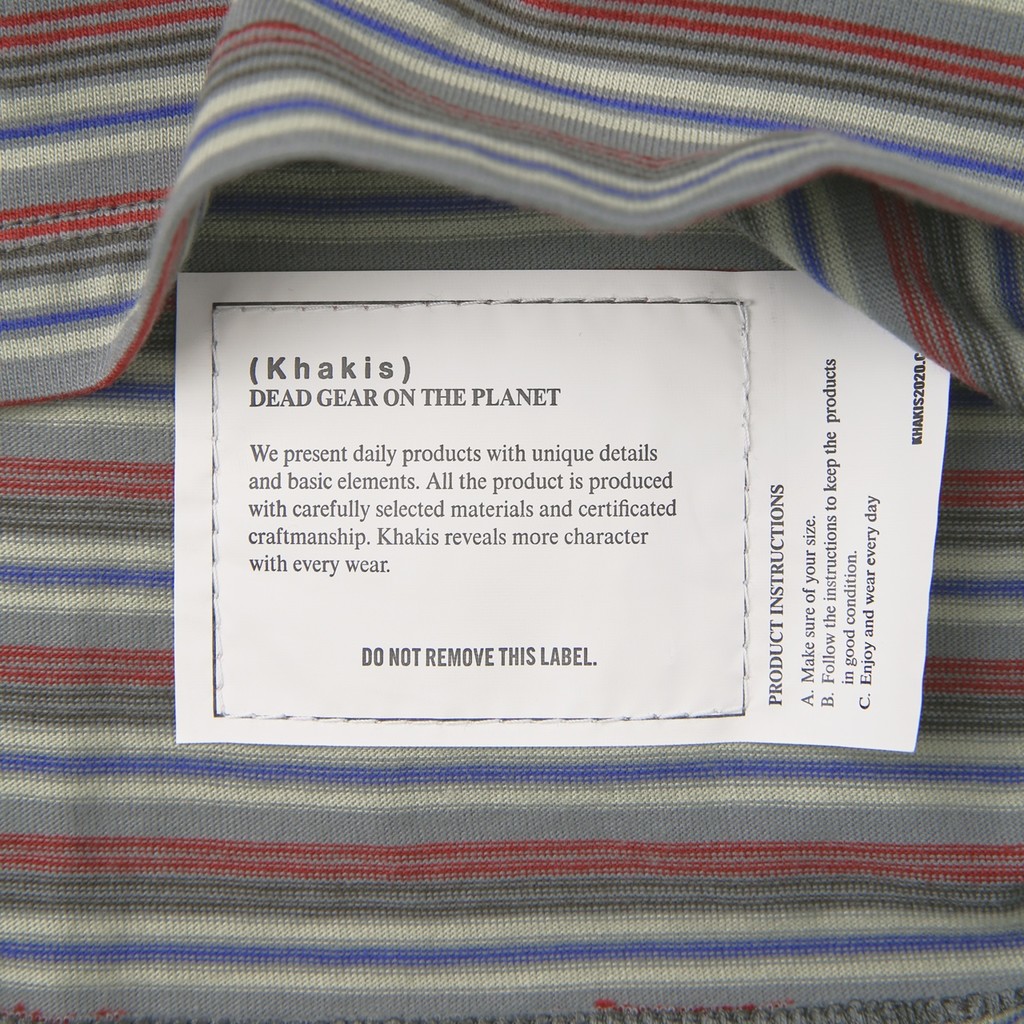 (Khakis)
DEAD GEAR ON THE PLANET
We present daily products with unique details
and basic elements. All the product is produced
with carefully selected materials and certificated
craftmanship. Khakis reveals more character
with every wear.
DO NOT REMOVE THIS LABEL.
PRODUCT INSTRUCTIONS
A. Make sure of your size.
B. Follow the instructions to keep the products
in good condition.
C. Enjoy and wear every day
KHAKIS2020.C